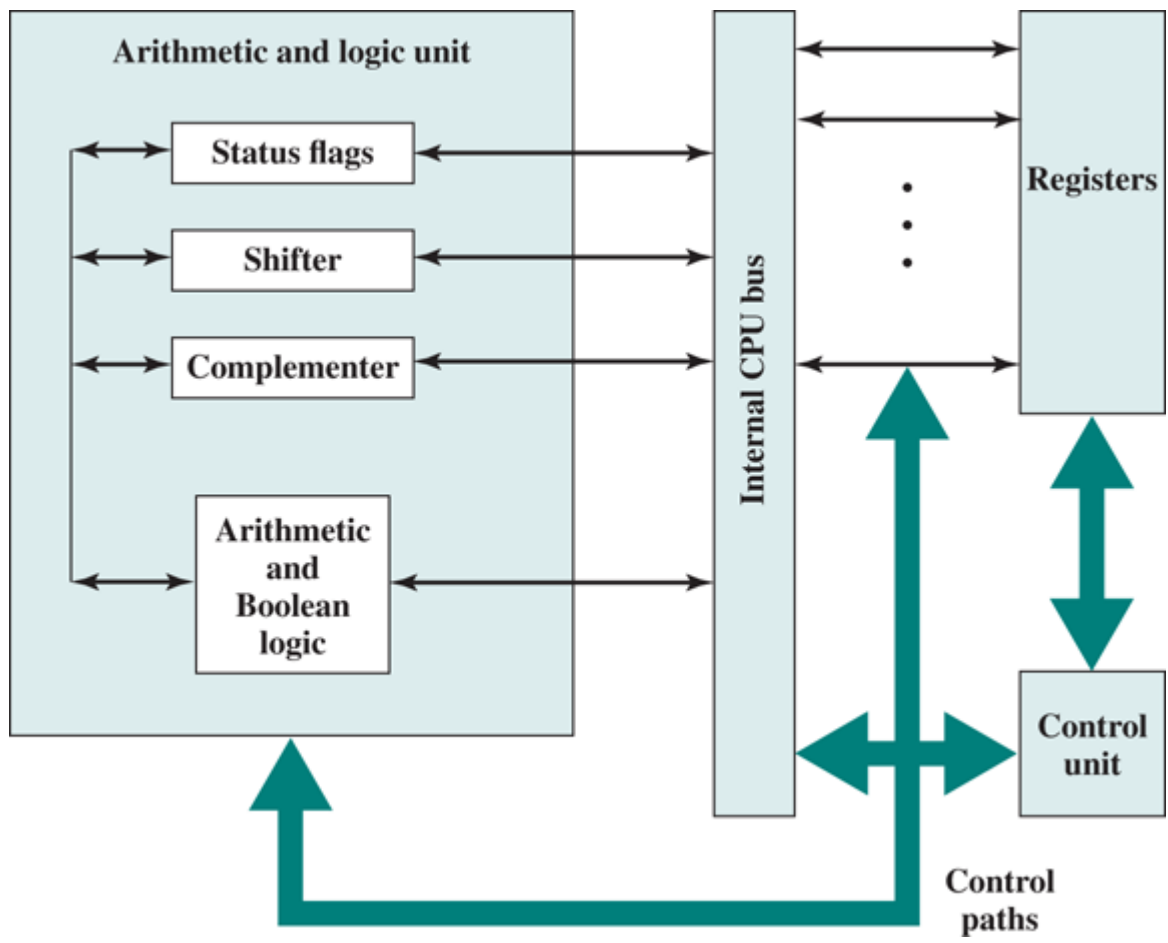 Arithmetic and logic unit
Status flags
Shifter
Complementer
Arithmetic
and
Boolean
logic
Internal CPU bus
Registers
Control
unit
Control
paths